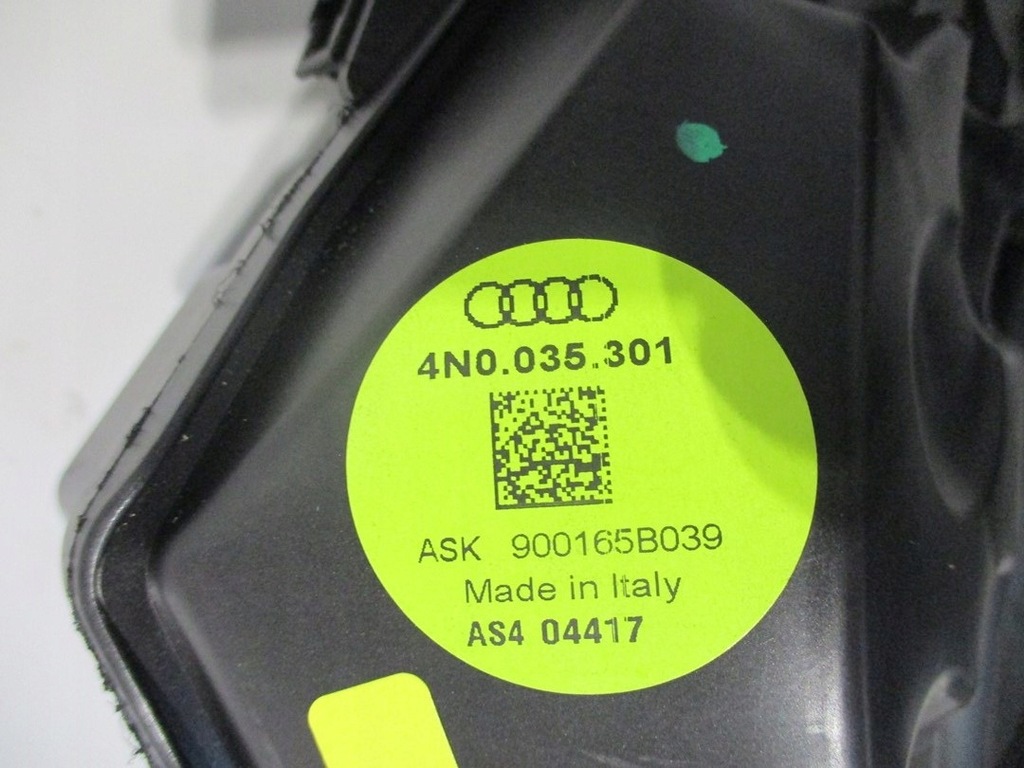 4N0.035.301
ASK 900165B039
Made in Italy
AS4 04417